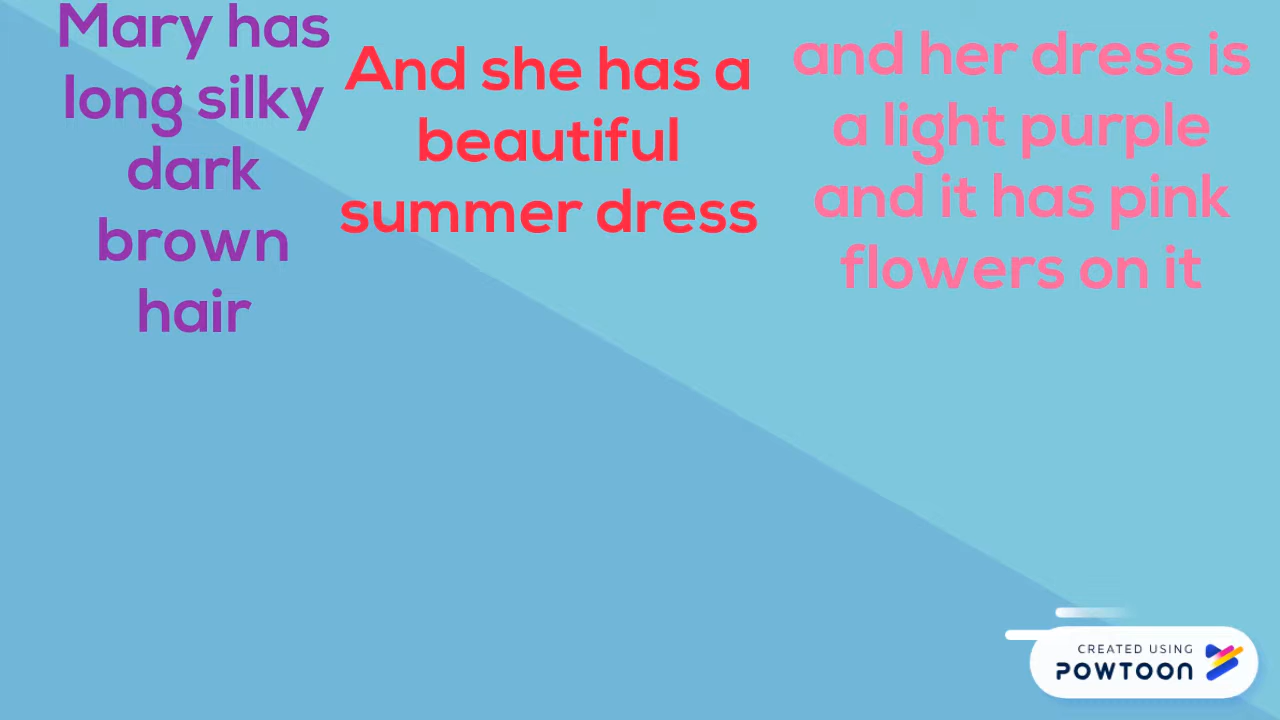 Mary has
long silky
dark
brown
hair
And she has a
beautiful
summer dress
and her dress is
a light purple
and it has pink
flowers on it
CREATED USING
POWTOON